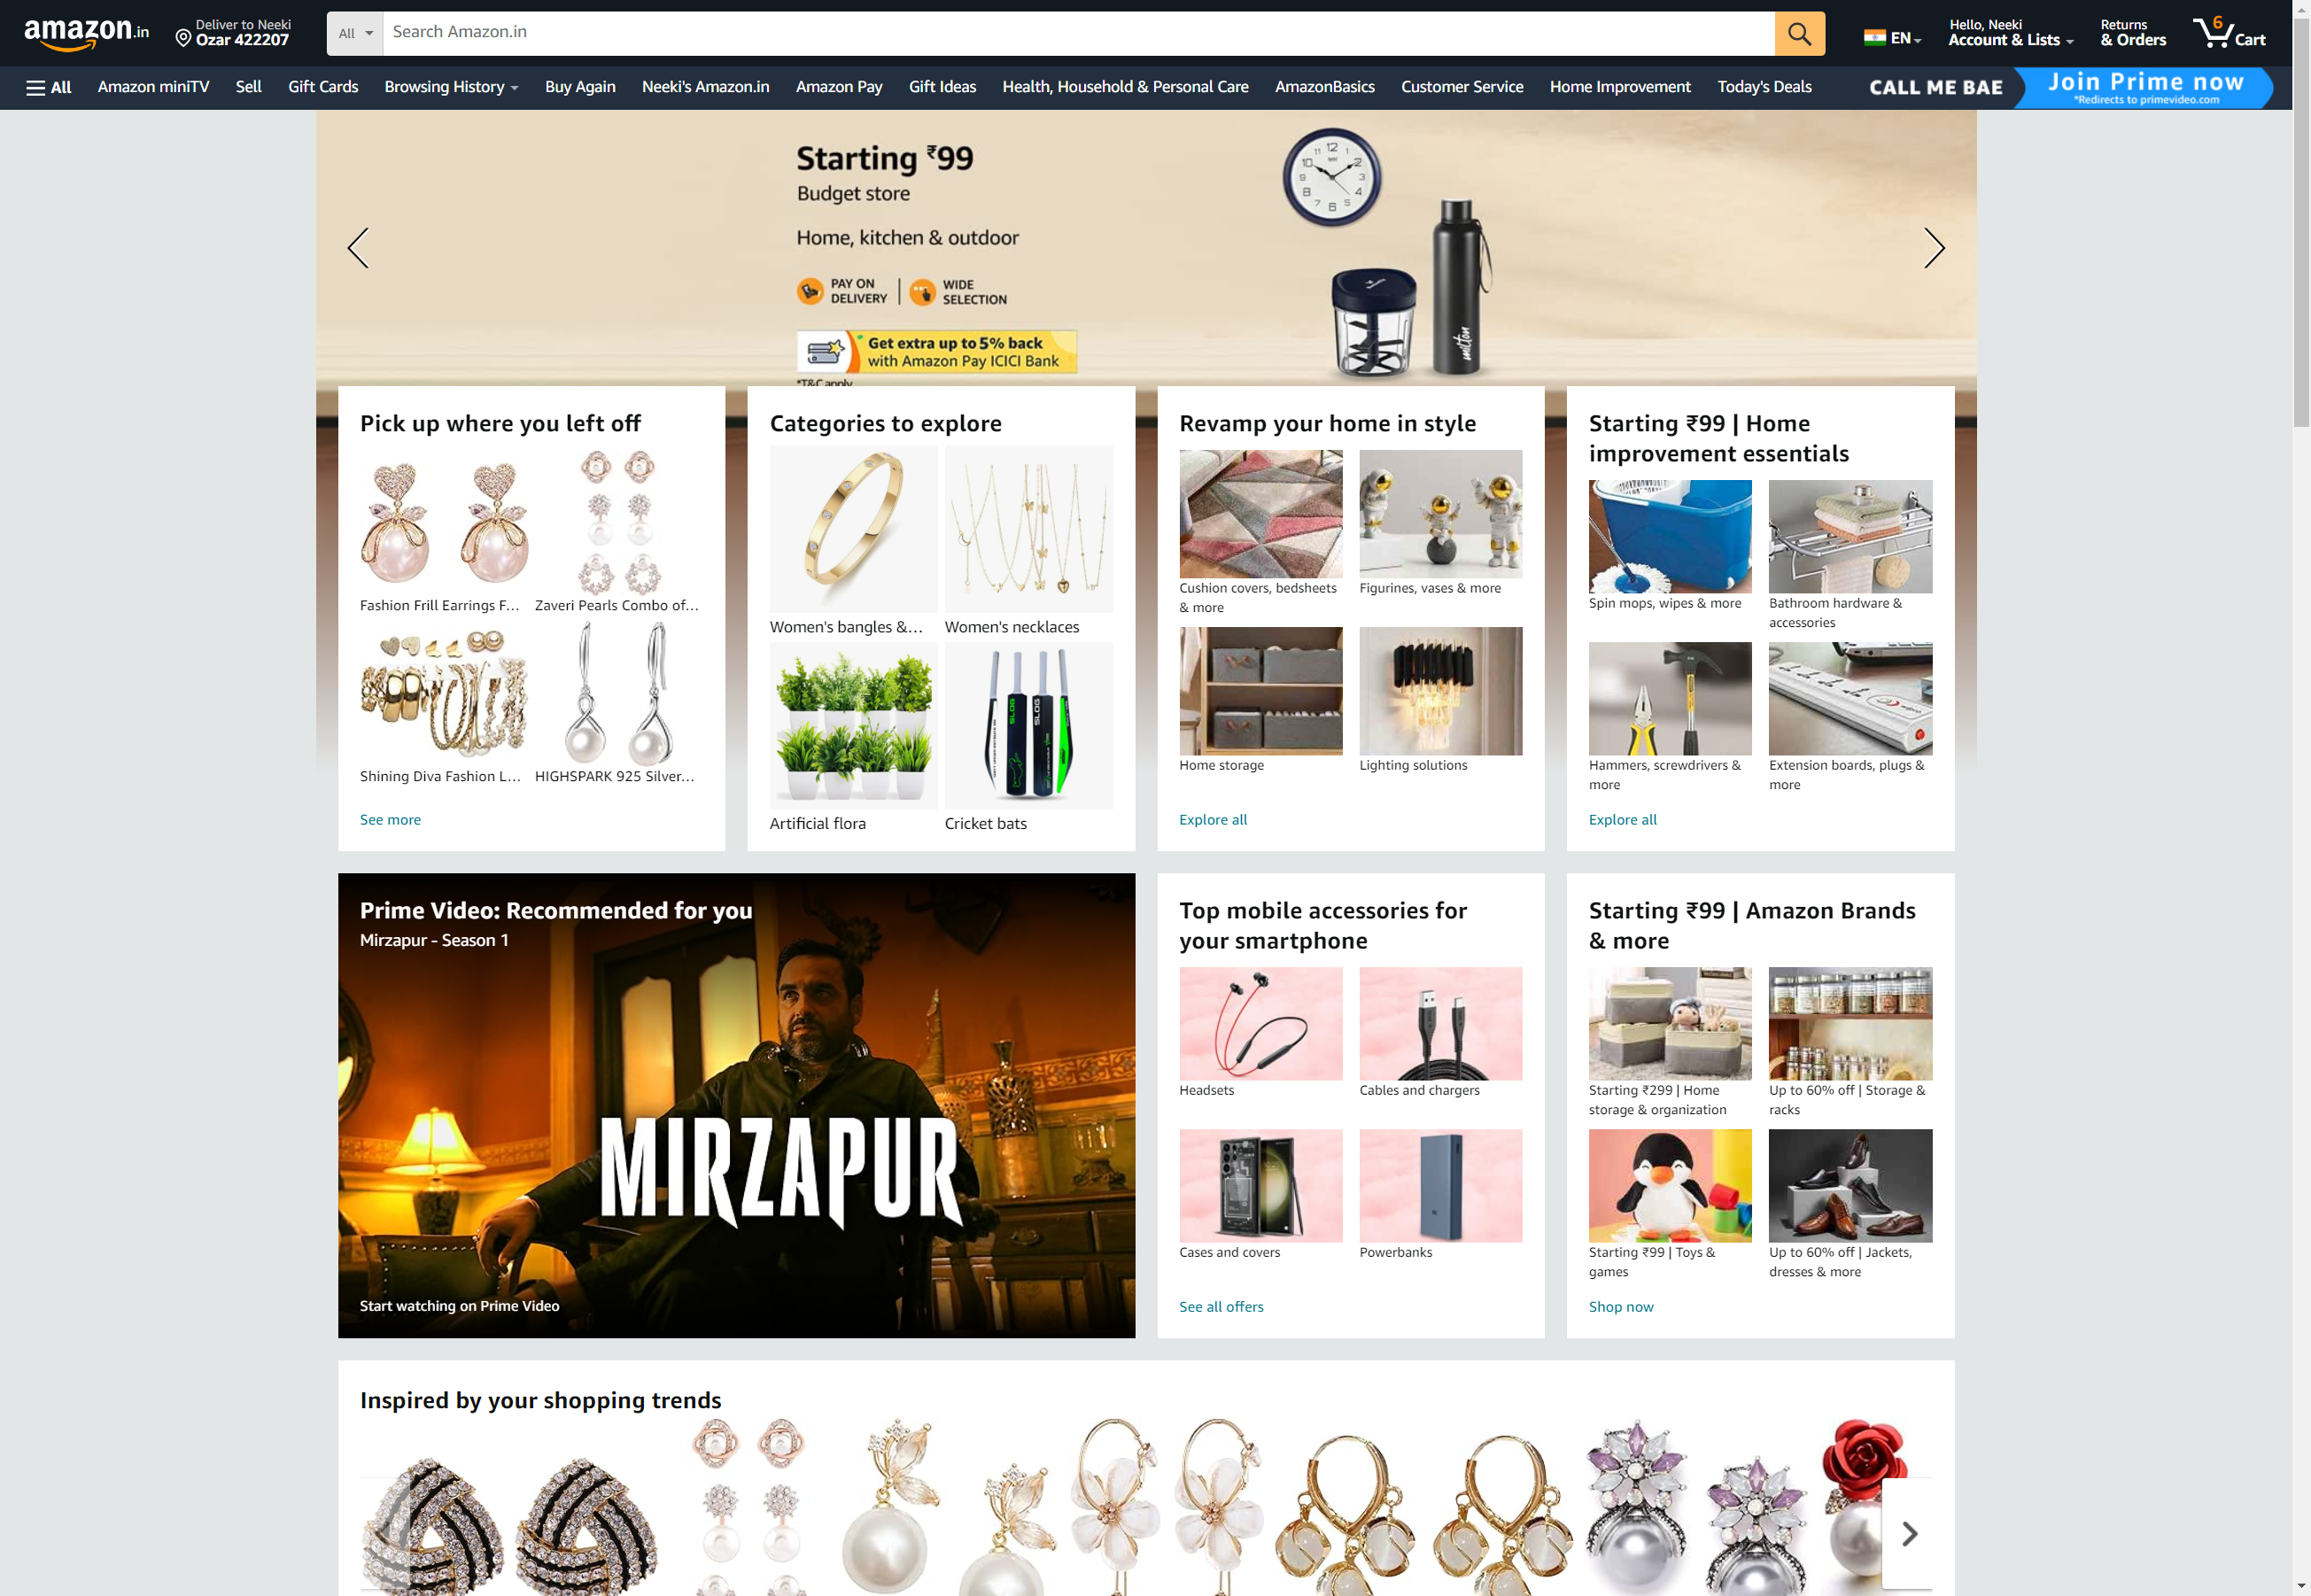 amazon.in
Deliver to Neeki
Ozar 422207
All
Search Amazon.in
EN
Hello, Neeki
Account & Lists
Returns
& Orders
6
Cart
All
Amazon miniTV
Sell
Gift Cards
Browsing History
Buy Again
Neeki's Amazon.in
Amazon Pay
Gift Ideas
Health, Household & Personal Care
AmazonBasics
Customer Service
Home Improvement
Today's Deals
CALL ME BAE
Join Prime now
*Redirects to primevideo.com
Starting ₹99
Budget store
Home, kitchen & outdoor
PAY ON
DELIVERY
WIDE
SELECTION
Get extra up to 5% back
with Amazon Pay ICICI Bank
*T&C apply
milton
Pick up where you left off
Fashion Frill Earrings F...
Zaveri Pearls Combo of...
Shining Diva Fashion L...
HIGHSPARK 925 Silver...
See more
Categories to explore
Women's bangles &...
Women's necklaces
SLOG
SLOG
Artificial flora
Cricket bats
Revamp your home in style
Cushion covers, bedsheets
& more
Figurines, vases & more
Home storage
Lighting solutions
Explore all
Starting ₹99 | Home
improvement essentials
Spin mops, wipes & more
Bathroom hardware &
accessories
Hammers, screwdrivers &
more
Extension boards, plugs &
more
Explore all
Prime Video: Recommended for you
Mirzapur - Season 1
MIRZAPUR
Start watching on Prime Video
Top mobile accessories for
your smartphone
Headsets
Cables and chargers
Cases and covers
Powerbanks
See all offers
Starting ₹99 | Amazon Brands
& more
Starting ₹299 | Home
storage & organization
Up to 60% off | Storage &
racks
Starting ₹99 | Toys &
games
Up to 60% off | Jackets,
dresses & more
Shop now
Inspired by your shopping trends